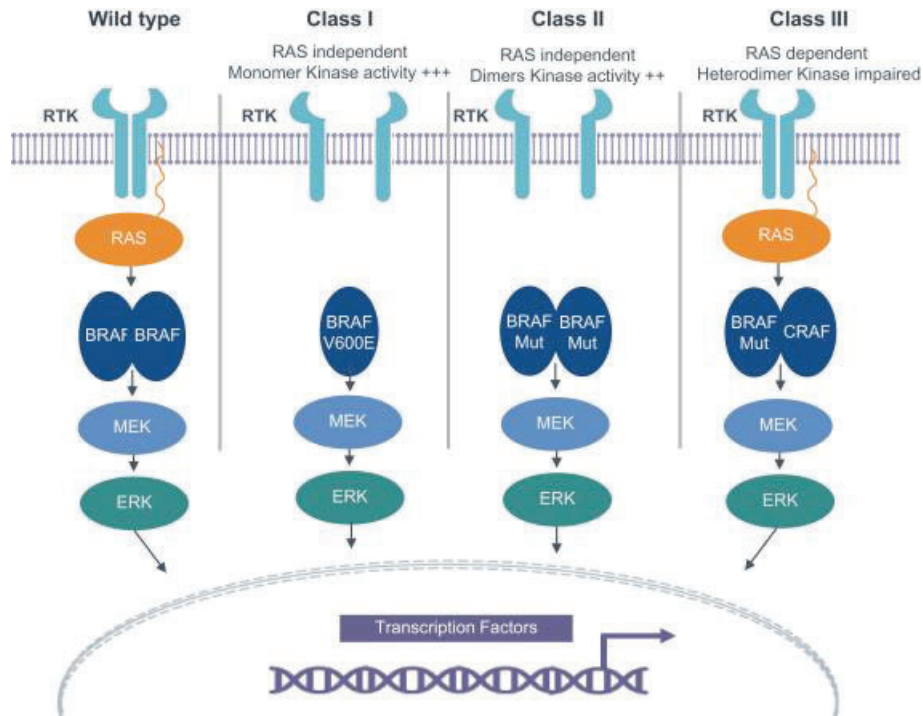 Wild type
Class I
Class II
Class III
RAS independent
Monomer Kinase activity +++
RAS independent
Dimers Kinase activity ++
RAS dependent
Heterodimer Kinase impaired
RTK
RTK
RTK
RTK
RAS
RAS
BRAF
BRAF
BRAF
V600E
BRAF
Mut
BRAF
Mut
BRAF
Mut
CRAF
MEK
MEK
MEK
MEK
ERK
ERK
ERK
ERK
Transcription Factors